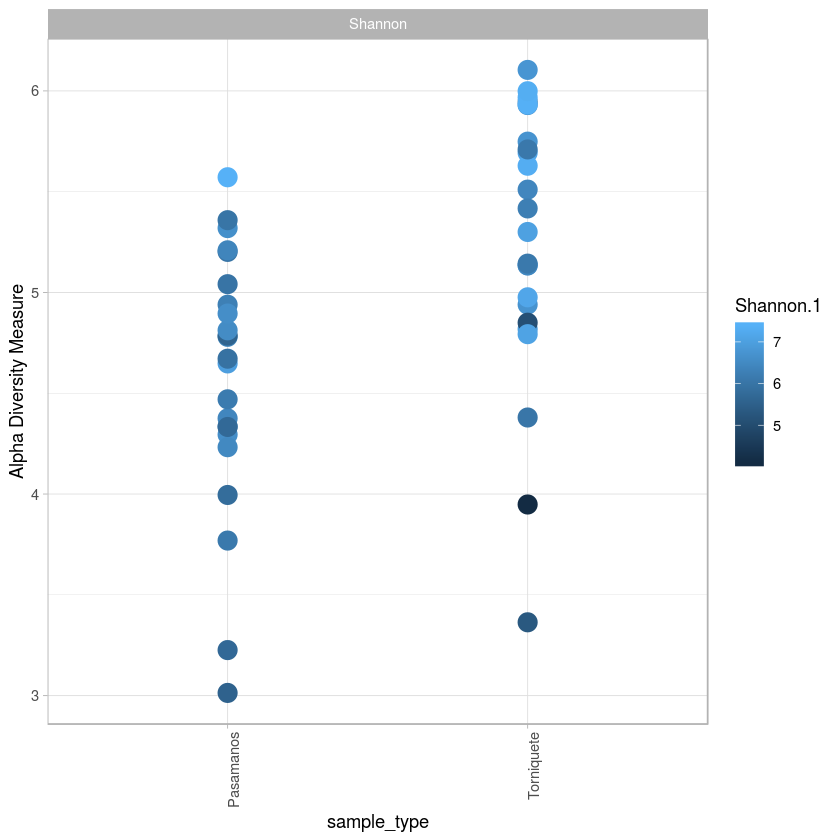 Shannon
6
5
4
3
Alpha Diversity Measure
Pasamanos
Torniquete
sample_type
Shannon.1
7
6
5